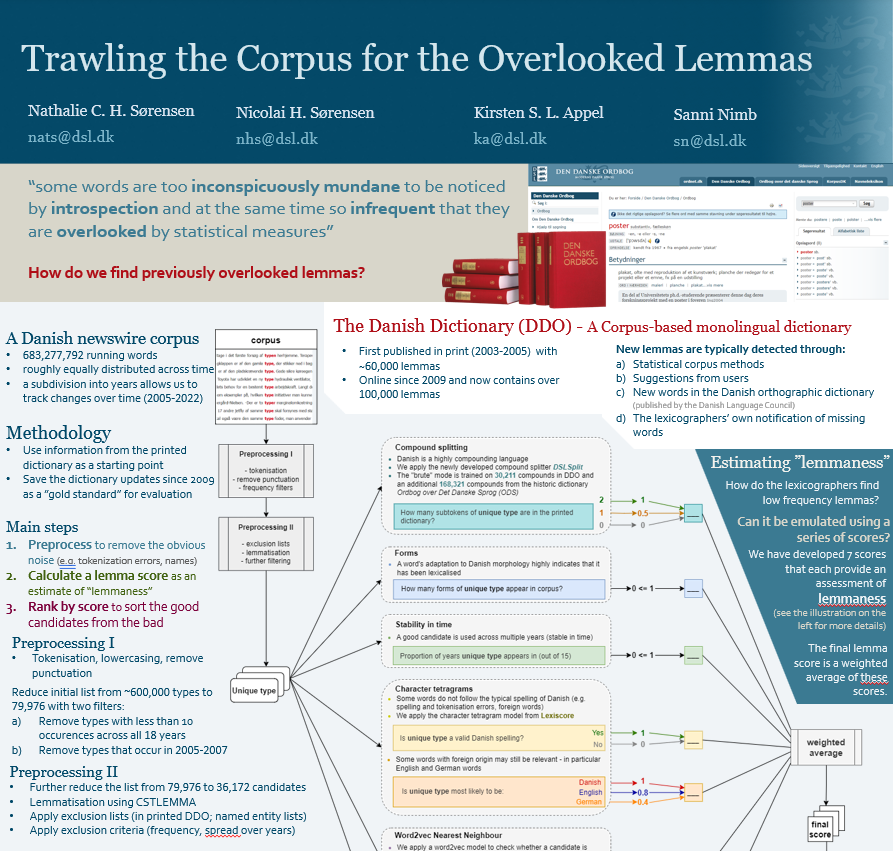 Trawling the Corpus for the Overlooked Lemmas
Nathalie C. H. Sørensen
nats@dsl.dk
Nicolai H. Sørensen
nhs@dsl.dk
Kirsten S. L. Appel
ka@dsl.dk
Sanni Nimb
sn@dsl.dk
“some words are too inconspicuously mundane to be noticed
by introspection and at the same time so infrequent that they
are overlooked by statistical measures”
How do we find previously overlooked lemmas?
DEN DANSKE ORDBOG
DEN
DANSKE
ORDBOG
poster substantiv, fælleskøn
Betydninger
A Danish newswire corpus
• 683,277,792 running words
• roughly equally distributed across time
• a subdivision into years allows us to
track changes over time (2005-2022)
Methodology
• Use information from the printed
dictionary as a starting point
• Save the dictionary updates since 2009
as a “gold standard” for evaluation
Main steps
1. Preprocess to remove the obvious
noise (e.g. tokenization errors, names)
2. Calculate a lemma score as an
estimate of “lemmaness”
3. Rank by score to sort the good
candidates from the bad
Preprocessing I
• Tokenisation, lowercasing, remove
punctuation
Reduce initial list from ~600,000 types to
79,976 with two filters:
a) Remove types with less than 10
occurences across all 18 years
b) Remove types that occur in 2005-2007
Preprocessing II
• Further reduce the list from 79,976 to 36,172 candidates
• Lemmatisation using CSTLEMMA
• Apply exclusion lists (in printed DDO; named entity lists)
• Apply exclusion criteria (frequency, spread over years)
corpus
Preprocessing I
- tokenisation
- remove punctuation
- frequency filters
Preprocessing II
- exclusion lists
- lemmatisation
- further filtering
Unique type
The Danish Dictionary (DDO) - A Corpus-based monolingual dictionary
• First published in print (2003-2005) with
~60,000 lemmas
• Online since 2009 and now contains over
100,000 lemmas
New lemmas are typically detected through:
a) Statistical corpus methods
b) Suggestions from users
c) New words in the Danish orthographic dictionary
(published by the Danish Language Council)
d) The lexicographers’ own notification of missing
words
Compound splitting
• Danish is a highly compounding language
• We apply the newly developed compound splitter DSLSplit
• The "brute" mode is trained on 30,211 compounds in DDO and
an additional 168,321 compounds from the historic dictionary
Ordbog over Det Danske Sprog (ODS)
How many subtokens of unique type are in the printed
dictionary?
2 1
1 0.5
0 0
Forms
• A word's adaptation to Danish morphology highly indicates that it
has been lexicalised
How many forms of unique type appear in corpus?
0 <= 1
Stability in time
• A good candidate is used across multiple years (stable in time)
Proportion of years unique type appears in (out of 15)
0 <= 1
Character tetragrams
• Some words do not follow the typical spelling of Danish (e.g.
spelling and tokenisation errors, foreign words)
• We apply the character tetragram model from Lexiscore
Is unique type a valid Danish spelling?
Yes 1
No 0
• Some words with foreign origin may still be relevant - in particular
English and German words
Is unique type most likely to be:
Danish 1
English 0.8
German 0.4
Word2vec Nearest Neighbour
• We apply a word2vec model to check whether a candidate is
Estimating ”lemmaness”
How do the lexicographers find
low frequency lemmas?
Can it be emulated using a
series of scores?
We have developed 7 scores
that each provide an
assessment of
lemmaness
(see the illustration on the
left for more details)
The final lemma
score is a weighted
average of these
scores.
weighted
average
final
score